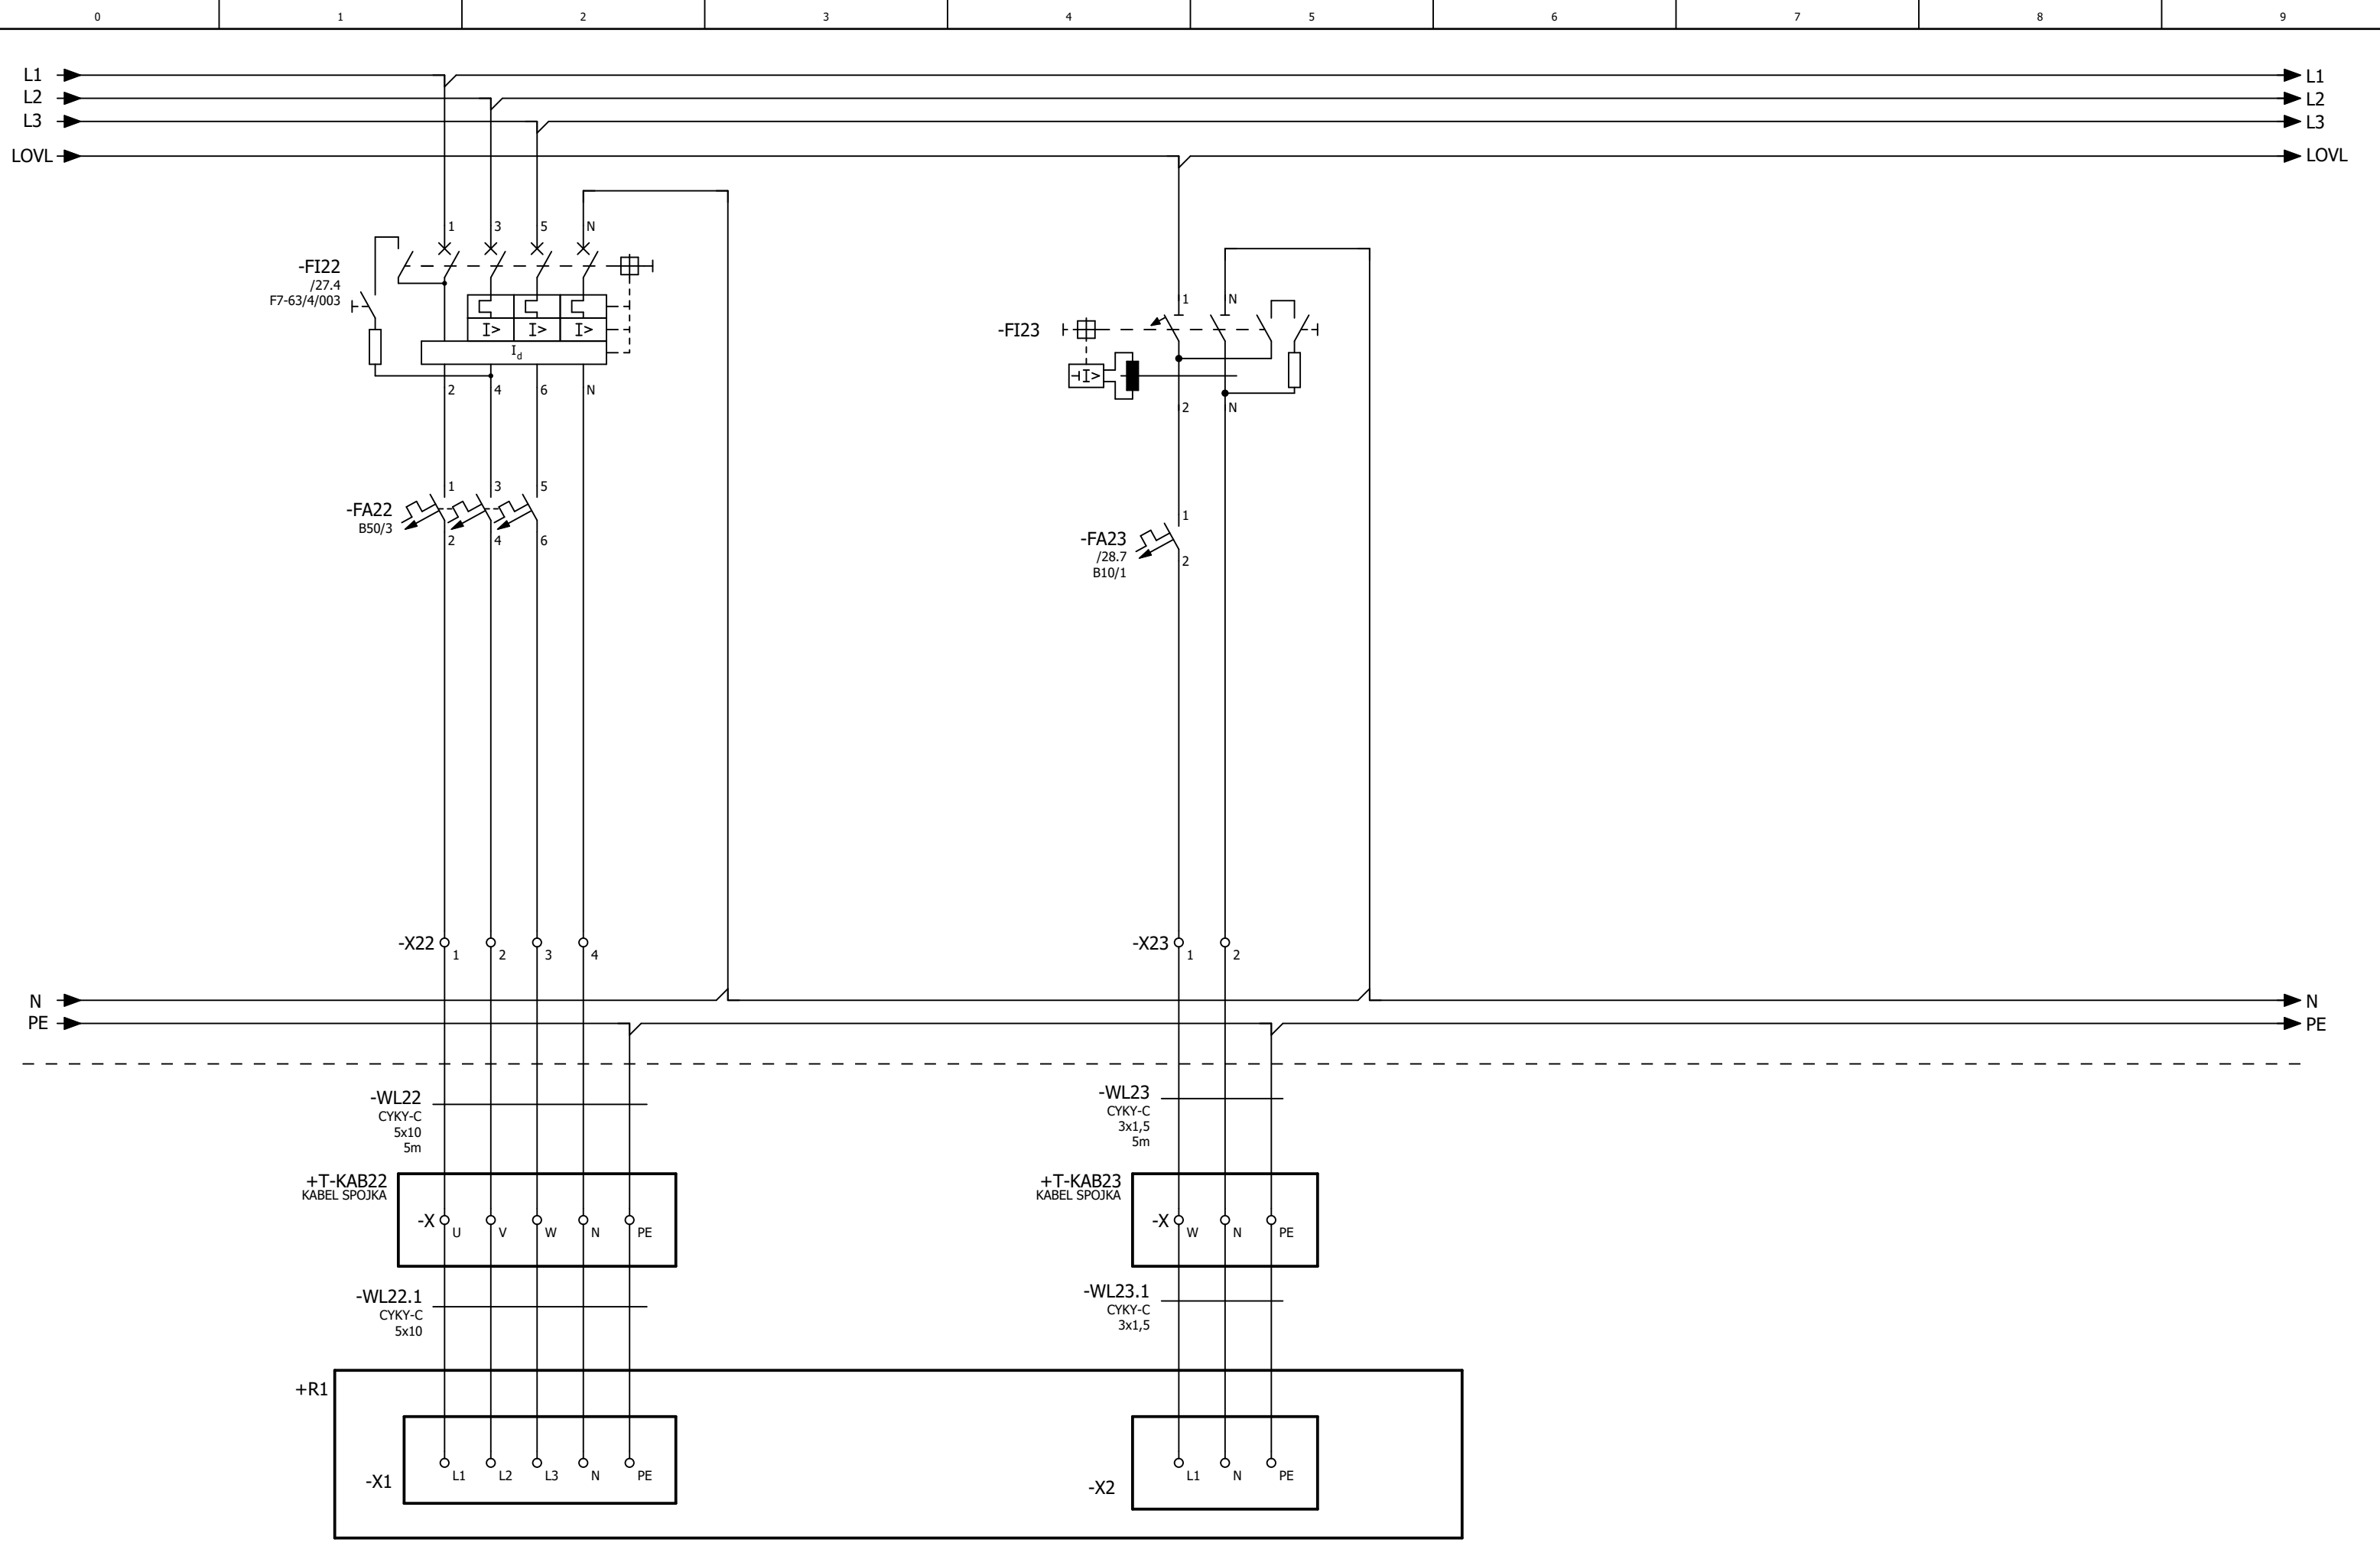 0 1 2 3 4 5 6 7 8 9
L1 L1
L2 L2
L3 L3
LOVL LOVL
1 3 5 N
-FI22
/27.4
F7-63/4/003
I> I> I>
Id
2 4 6 N
1 N
-FI23
I>
2 N
1 3 5
-FA22
B50/3
2 4 6
1
-FA23
/28.7
B10/1
2
-X22 1 2 3 4
-X23 1 2
N N
PE PE
-WL22
CYKY-C
5x10
5m
-WL23
CYKY-C
3x1,5
5m
+T-KAB22
KABEL SPOJKA
-X U V W N PE
+T-KAB23
KABEL SPOJKA
-X W N PE
-WL22.1
CYKY-C
5x10
-WL23.1
CYKY-C
3x1,5
+R1
-X1 L1 L2 L3 N PE
-X2 L1 N PE